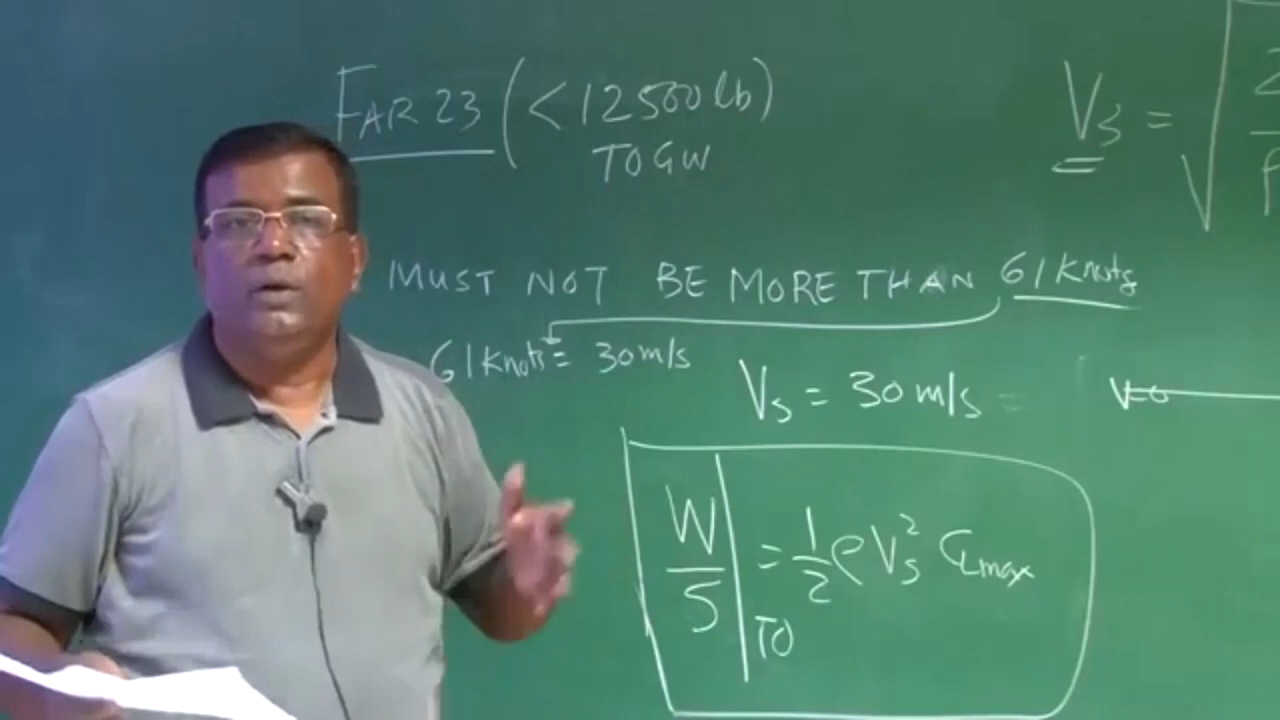 FAR 23 (< 12500 lb)
TOGW
VS = √ 2
ρ
MUST NOT BE MORE THAN 61 Knots
61 Knots = 30 m/s
VS = 30 m/s =
W/S |TO = 1/2 ρ VS² CLmax